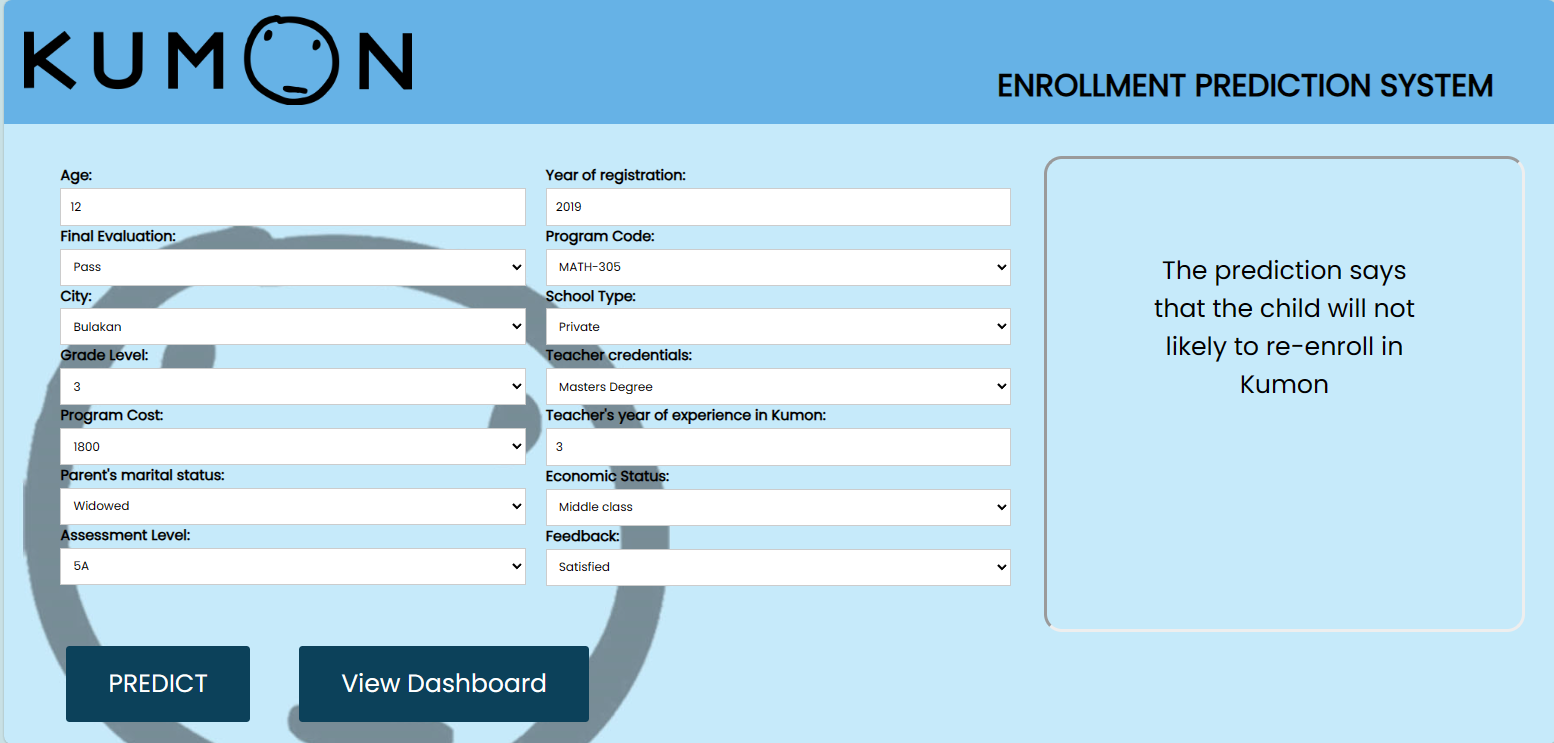 KUMON
ENROLLMENT PREDICTION SYSTEM
Age:
12
Year of registration:
2019
Final Evaluation:
Pass
Program Code:
MATH-305
City:
Bulakan
School Type:
Private
Grade Level:
3
Teacher credentials:
Masters Degree
Program Cost:
1800
Teacher's year of experience in Kumon:
3
Parent's marital status:
Widowed
Economic Status:
Middle class
Assessment Level:
5A
Feedback:
Satisfied
The prediction says
that the child will not
likely to re-enroll in
Kumon
PREDICT
View Dashboard